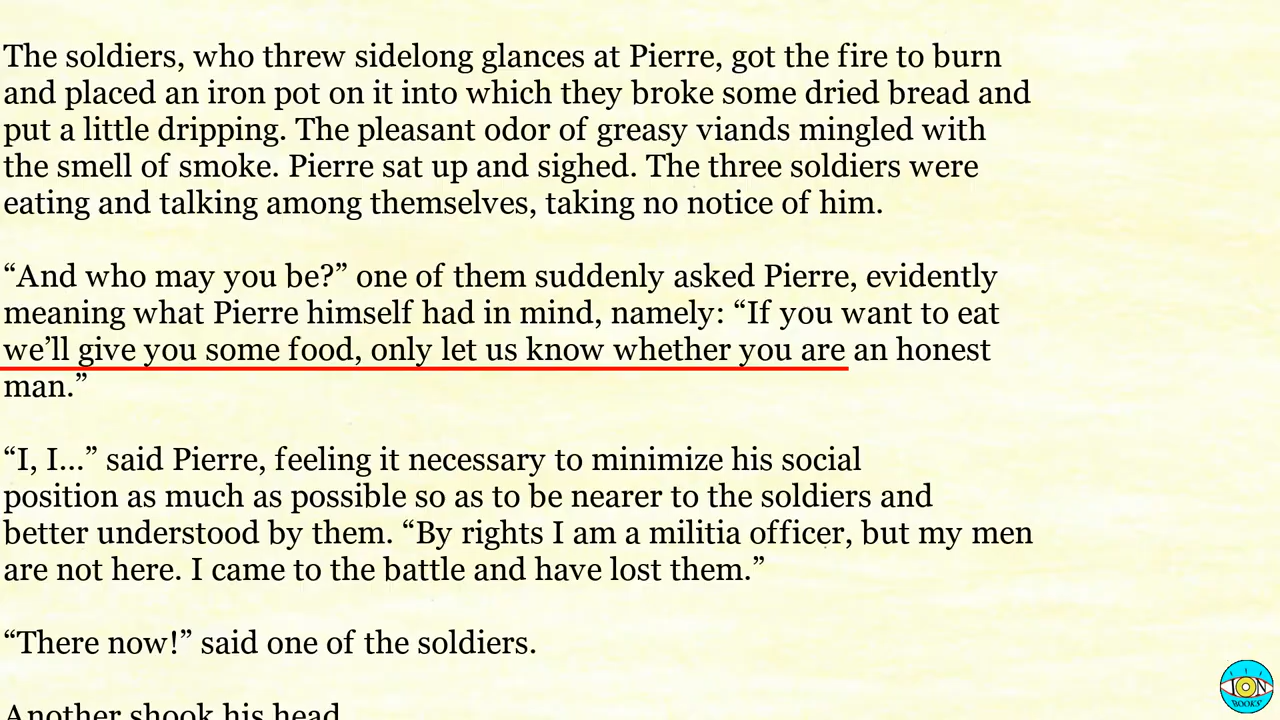 The soldiers, who threw sidelong glances at Pierre, got the fire to burn
and placed an iron pot on it into which they broke some dried bread and
put a little dripping. The pleasant odor of greasy viands mingled with
the smell of smoke. Pierre sat up and sighed. The three soldiers were
eating and talking among themselves, taking no notice of him.
“And who may you be?” one of them suddenly asked Pierre, evidently
meaning what Pierre himself had in mind, namely: “If you want to eat
we’ll give you some food, only let us know whether you are an honest
man.”
“I, I...” said Pierre, feeling it necessary to minimize his social
position as much as possible so as to be nearer to the soldiers and
better understood by them. “By rights I am a militia officer, but my men
are not here. I came to the battle and have lost them.”
“There now!” said one of the soldiers.
Another shook his head.
ION
BOOKS